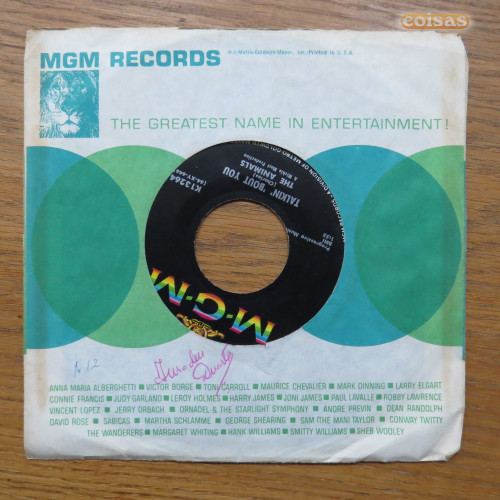 coisas
MGM RECORDS
THE GREATEST NAME IN ENTERTAINMENT!
K13264
TALKIN' BOUT YOU
THE ANIMALS
M-G-M
No 12
ANNA MARIA ALBERGHETTI ■ VICTOR BORGE ■ TONI CARROLL ■ MAURICE CHEVALIER ■ MARK DINNING ■ LARRY ELGART
CONNIE FRANCIS ■ JUDY GARLAND ■ LEROY HOLMES ■ HARRY JAMES ■ JONI JAMES ■ PAUL LAVALLE ■ ROBBY LAWRENCE
VINCENT LOPEZ ■ JERRY ORBACH ■ ORNADEL & THE STARLIGHT SYMPHONY ■ ANDRE PREVIN ■ DEAN RANDOLPH
DAVID ROSE ■ SABICAS ■ MARTHA SCHLAMME ■ GEORGE SHEARING ■ SAM (THE MAN) TAYLOR ■ CONWAY TWITTY
THE WANDERERS ■ MARGARET WHITING ■ HANK WILLIAMS ■ SMITTY WILLIAMS ■ SHEB WOOLEY